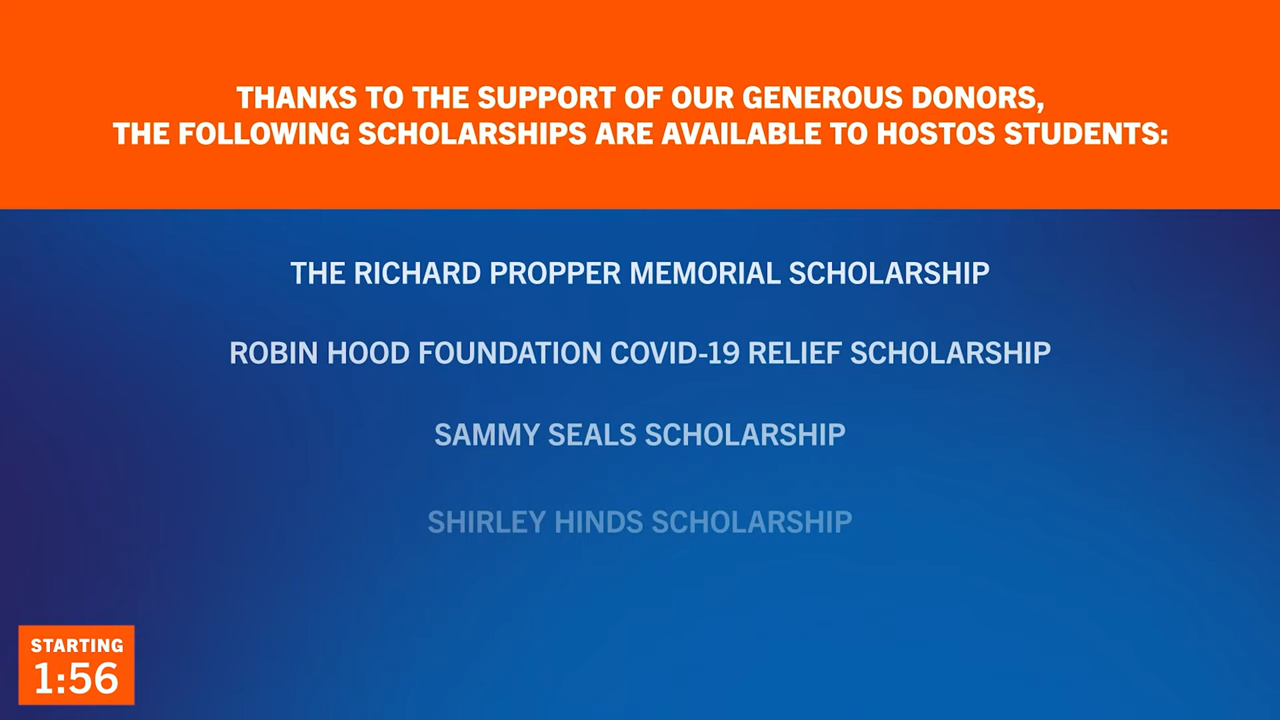 THANKS TO THE SUPPORT OF OUR GENEROUS DONORS,
THE FOLLOWING SCHOLARSHIPS ARE AVAILABLE TO HOSTOS STUDENTS:
THE RICHARD PROPPER MEMORIAL SCHOLARSHIP
ROBIN HOOD FOUNDATION COVID-19 RELIEF SCHOLARSHIP
SAMMY SEALS SCHOLARSHIP
SHIRLEY HINDS SCHOLARSHIP
STARTING
1:56